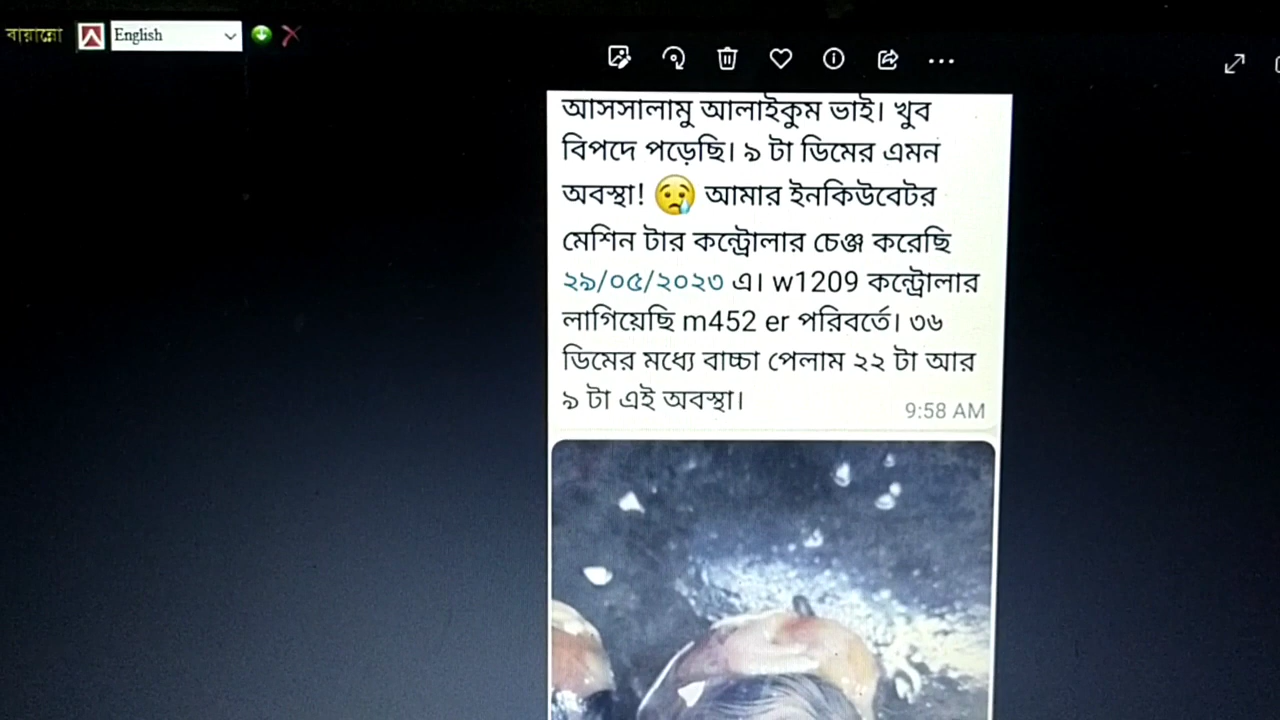 বায়ান্নো
English
আসসালামু আলাইকুম ভাই। খুব
বিপদে পড়েছি। ৯ টা ডিমের এমন
অবস্থা! 😢 আমার ইনকিউবেটর
মেশিন টার কন্ট্রোলার চেঞ্জ করেছি
২৯/০৫/২০২৩ এ। w1209 কন্ট্রোলার
লাগিয়েছি m452 er পরিবর্তে। ৩৬
ডিমের মধ্যে বাচ্চা পেলাম ২২ টা আর
৯ টা এই অবস্থা।
9:58 AM